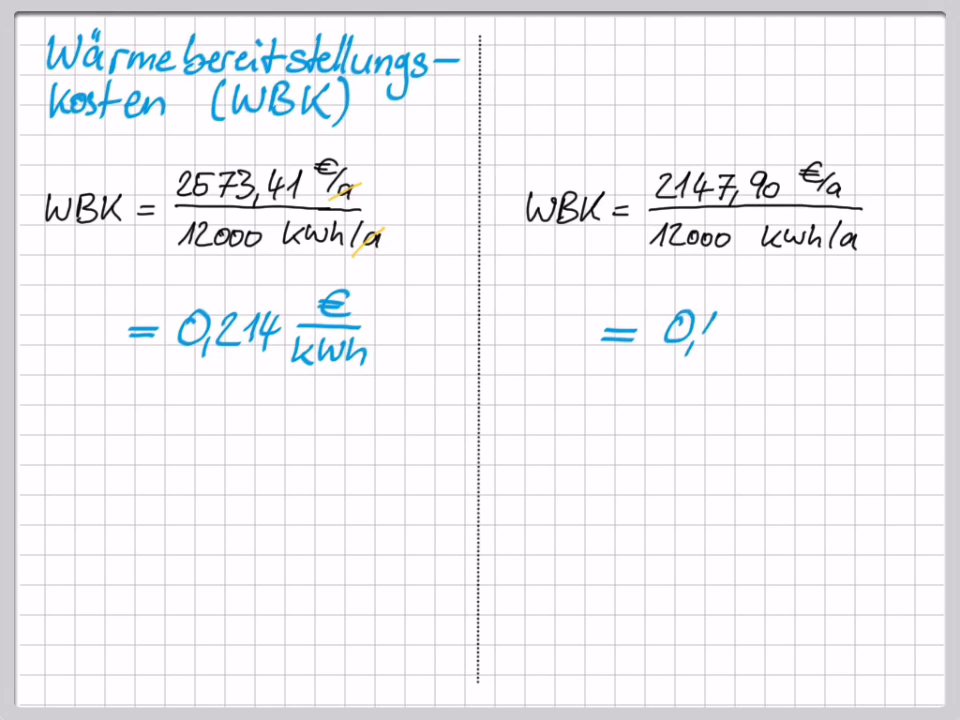 Wärmebereitstellungs-
kosten (WBK)
WBK = 2573,41 €/a
12000 kWh/a
= 0,214 €
kWh
WBK = 2147,90 €/a
12000 kWh/a
= 0,